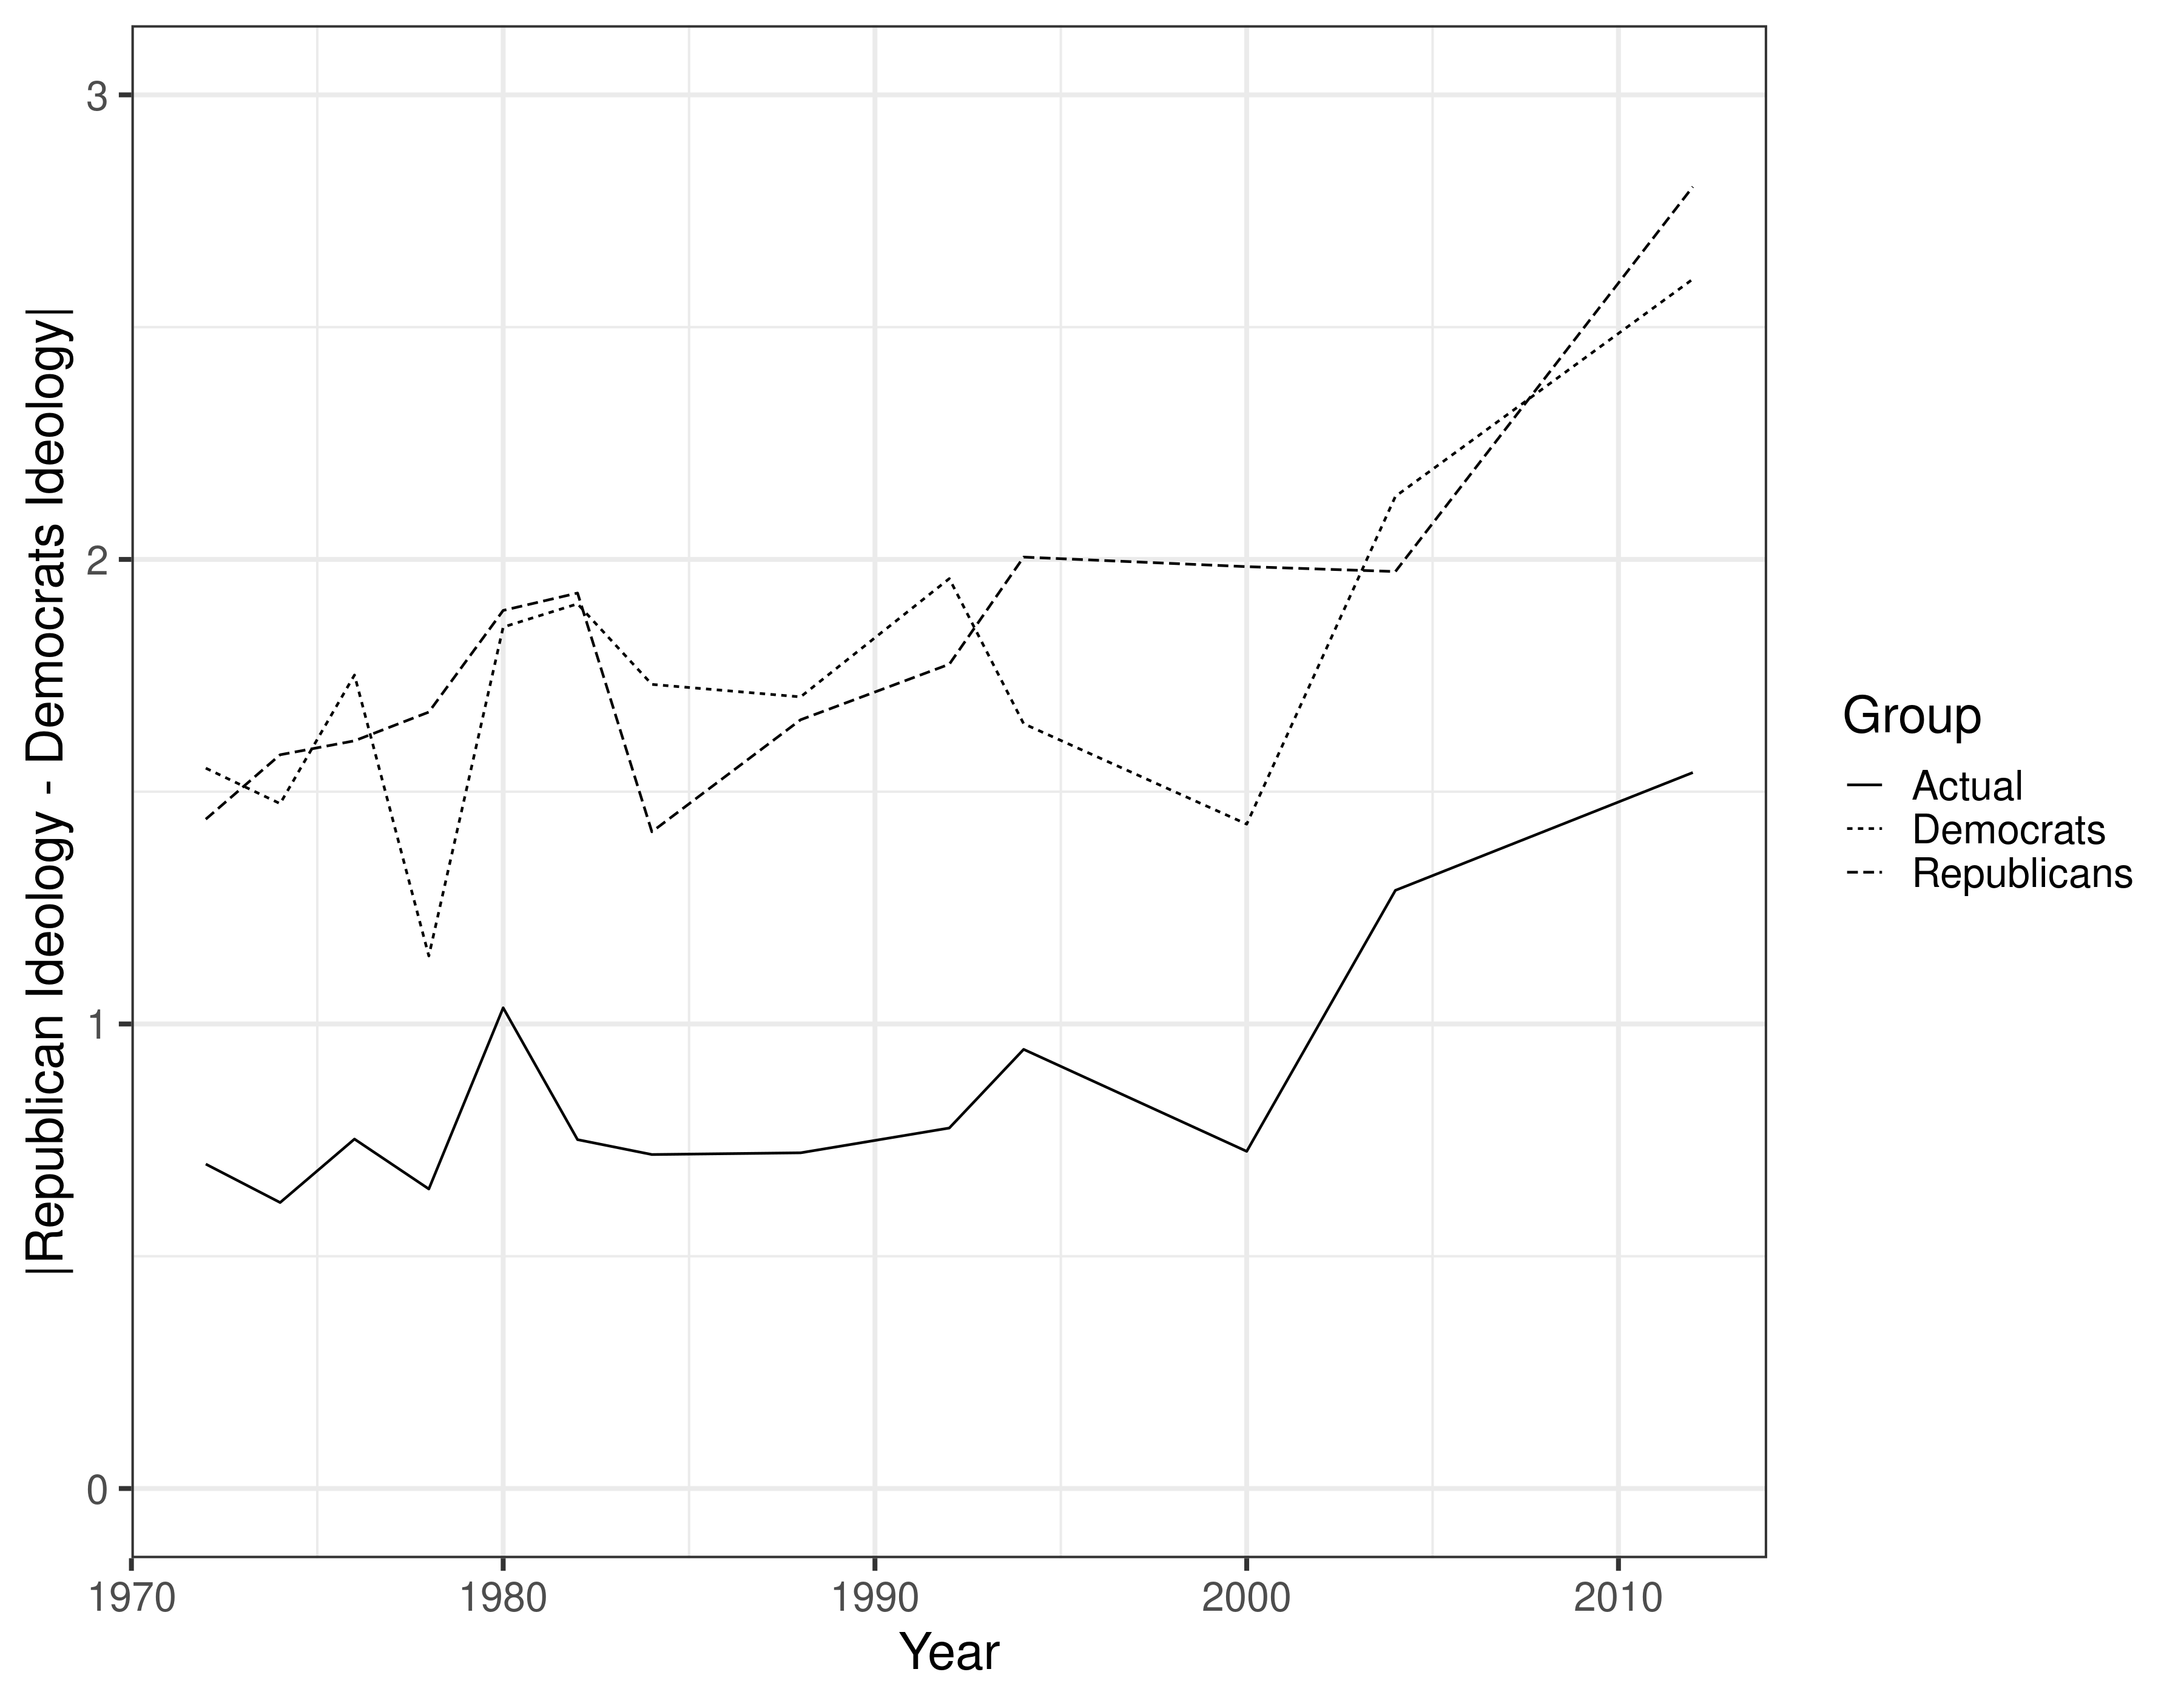 |Republican Ideology - Democrats Ideology|
3
2
1
0
1970
1980
1990
2000
2010
Year
Group
Actual
Democrats
Republicans